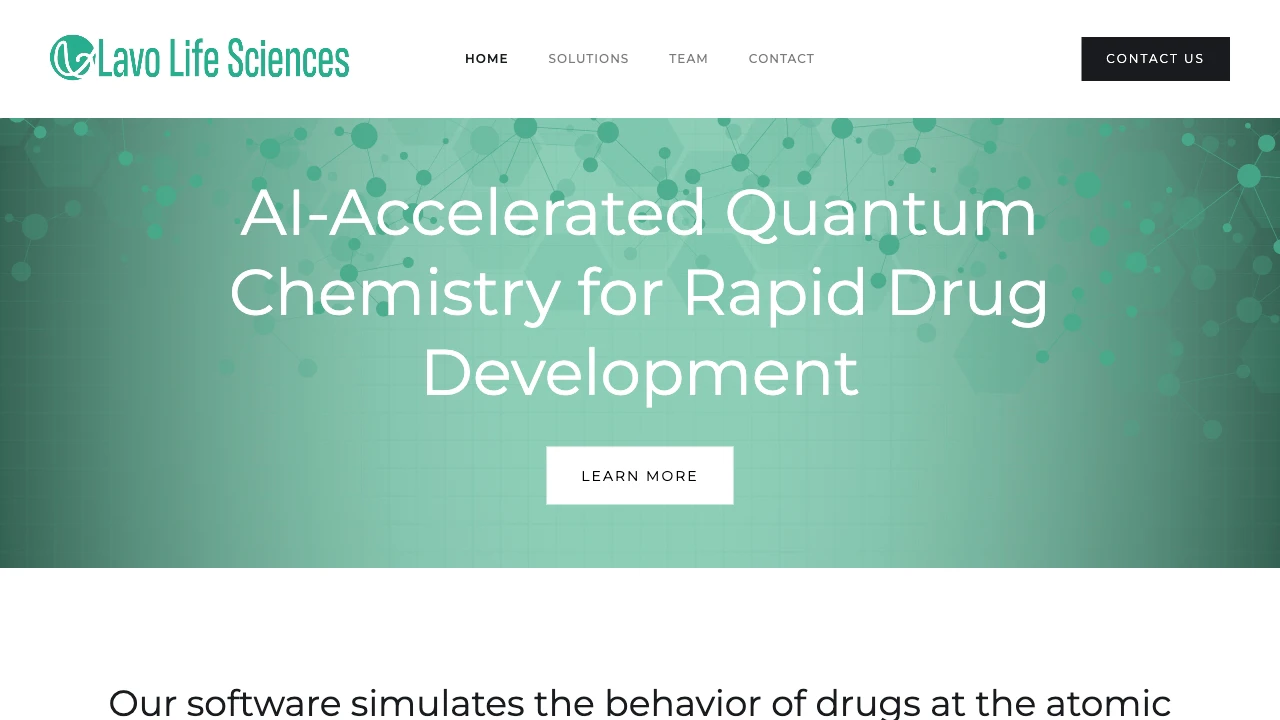 Lavo Life Sciences
HOME SOLUTIONS TEAM CONTACT
CONTACT US
AI-Accelerated Quantum
Chemistry for Rapid Drug
Development
LEARN MORE
Our software simulates the behavior of drugs at the atomic